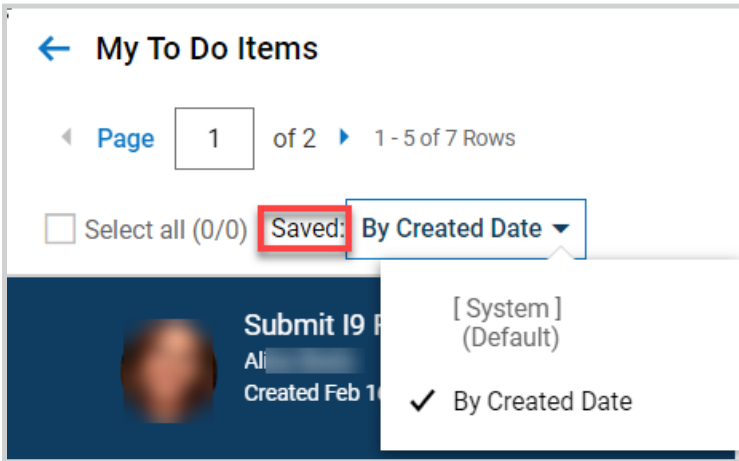 My To Do Items
Page 1 of 2 1 - 5 of 7 Rows
Select all (0/0) Saved: By Created Date
[ System ]
(Default)
By Created Date
Submit I9
Created Feb